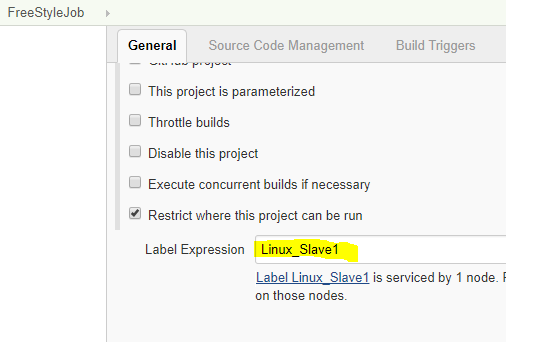 FreeStyleJob
General Source Code Management Build Triggers
GitHub project
This project is parameterized
Throttle builds
Disable this project
Execute concurrent builds if necessary
Restrict where this project can be run
Label Expression Linux_Slave1
Label Linux_Slave1 is serviced by 1 node.
on those nodes.